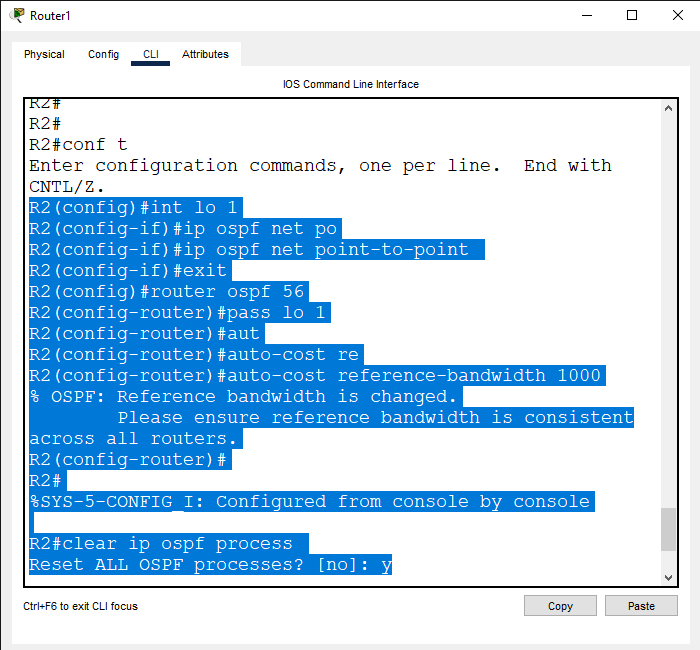 Router1
Physical Config CLI Attributes
IOS Command Line Interface
R2#
R2#
R2#conf t
Enter configuration commands, one per line.  End with
CNTL/Z.
R2(config)#int lo 1
R2(config-if)#ip ospf net po
R2(config-if)#ip ospf net point-to-point
R2(config-if)#exit
R2(config)#router ospf 56
R2(config-router)#pass lo 1
R2(config-router)#aut
R2(config-router)#auto-cost re
R2(config-router)#auto-cost reference-bandwidth 1000
% OSPF: Reference bandwidth is changed.
        Please ensure reference bandwidth is consistent
across all routers.
R2(config-router)#
R2#
%SYS-5-CONFIG_I: Configured from console by console
R2#clear ip ospf process
Reset ALL OSPF processes? [no]: y
Ctrl+F6 to exit CLI focus
Copy Paste